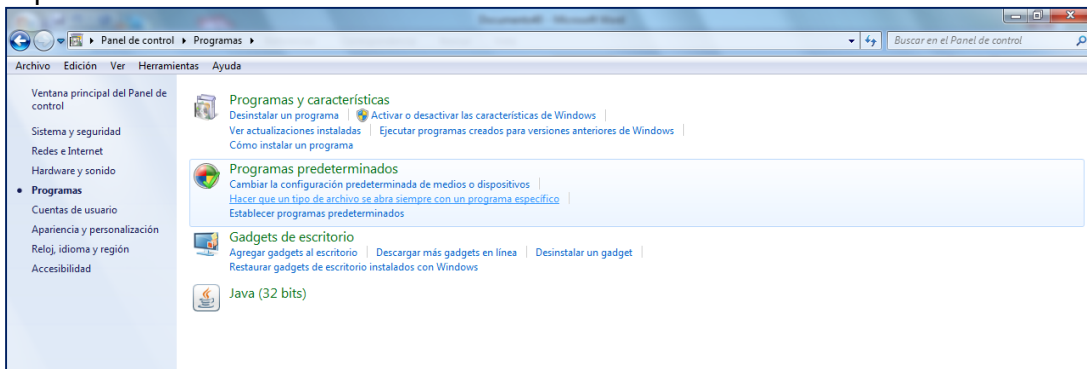 Panel de control ▸ Programas ▸
Buscar en el Panel de control
Archivo Edición Ver Herramientas Ayuda
Ventana principal del Panel de
control
Sistema y seguridad
Redes e Internet
Hardware y sonido
Programas
Cuentas de usuario
Apariencia y personalización
Reloj, idioma y región
Accesibilidad
Programas y características
Desinstalar un programa Activar o desactivar las características de Windows
Ver actualizaciones instaladas Ejecutar programas creados para versiones anteriores de Windows
Cómo instalar un programa
Programas predeterminados
Cambiar la configuración predeterminada de medios o dispositivos
Hacer que un tipo de archivo se abra siempre con un programa específico
Establecer programas predeterminados
Gadgets de escritorio
Agregar gadgets al escritorio Descargar más gadgets en línea Desinstalar un gadget
Restaurar gadgets de escritorio instalados con Windows
Java (32 bits)